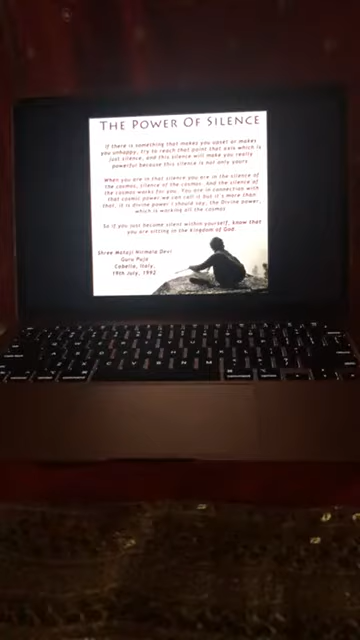 THE POWER OF SILENCE
If there is something that makes you upset or makes
you unhappy, try to reach that point that axis which is
just silence, and this silence will make you really
powerful because this silence is not only yours
When you are in that silence you are in the silence of
the cosmos, silence of the cosmos. And the silence of
the cosmos works for you. You are in connection with
that cosmic power we can call it but it's more than
that, it is divine power I should say, the Divine power,
which is working all the cosmos
So if you just become silent within yourself, know that
you are sitting in the Kingdom of God
Shree Mataji Nirmala Devi
Guru Puja
Cabella, Italy,
19th July, 1992